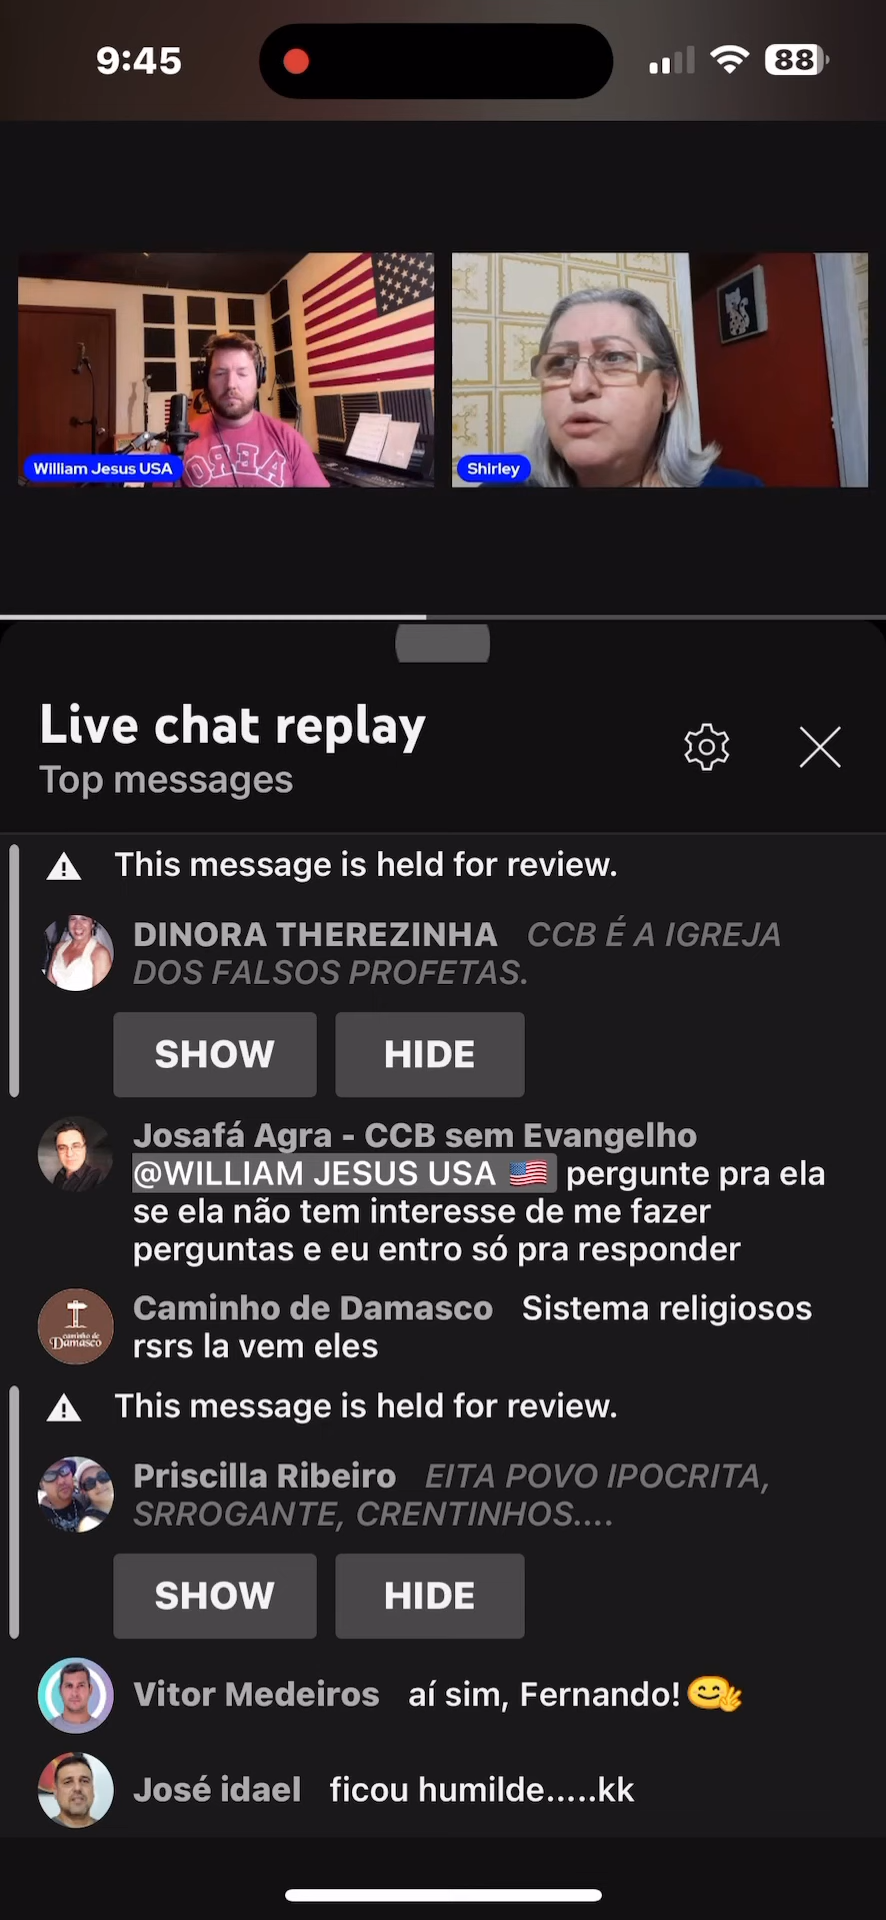 9:45
88
William Jesus USA
Shirley
Live chat replay
Top messages
This message is held for review.
DINORA THEREZINHA CCB É A IGREJA
DOS FALSOS PROFETAS.
SHOW HIDE
Josafá Agra - CCB sem Evangelho
@WILLIAM JESUS USA 🇺🇸 pergunte pra ela
se ela não tem interesse de me fazer
perguntas e eu entro só pra responder
Caminho de Damasco Sistema religiosos
rsrs la vem eles
caminho de
Damasco
This message is held for review.
Priscilla Ribeiro EITA POVO IPOCRITA,
SRROGANTE, CRENTINHOS....
SHOW HIDE
Vitor Medeiros aí sim, Fernando!
José idael ficou humilde.....kk